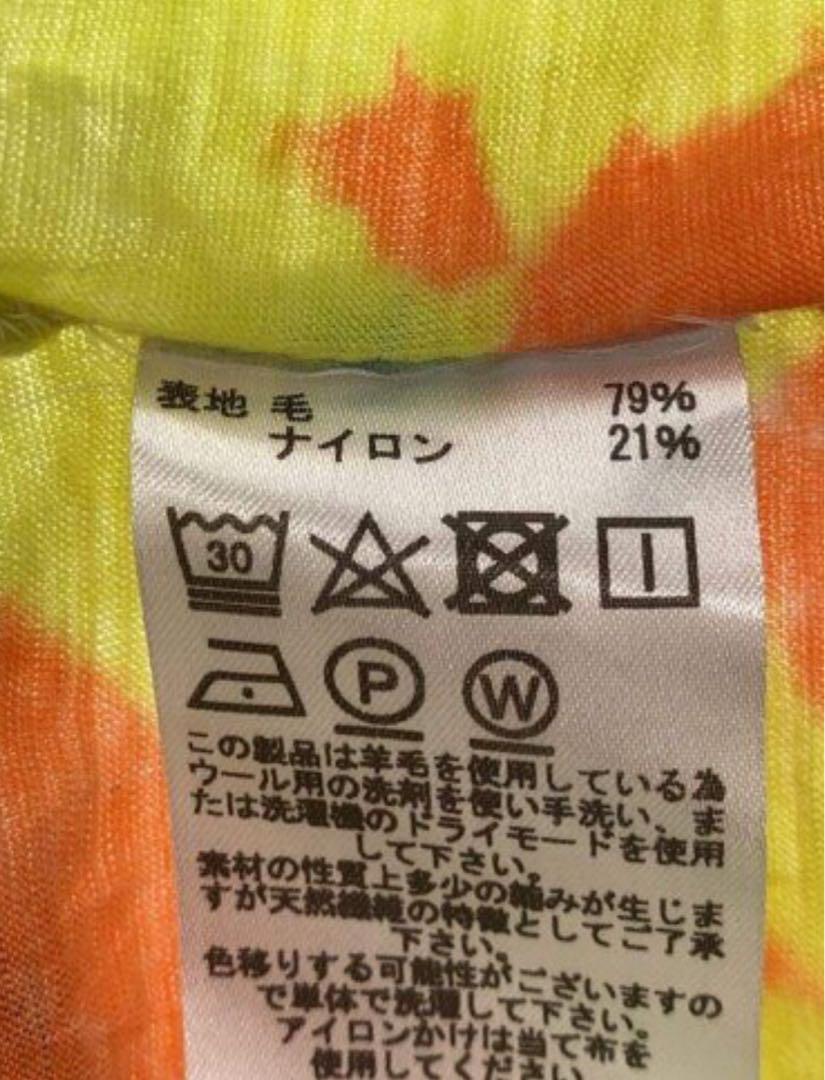 表地 毛 79%
ナイロン 21%
30
P W
この製品は羊毛を使用している為
ウール用の洗剤を使い手洗い、ま
たは洗濯機のドライモードを使用
して下さい。
素材の性質上多少の縮みが生じま
すが天然繊維の特徴としてご了承
下さい。
色移りする可能性がございますの
で単体で洗濯して下さい。
アイロンかけは当て布を
使用してください。